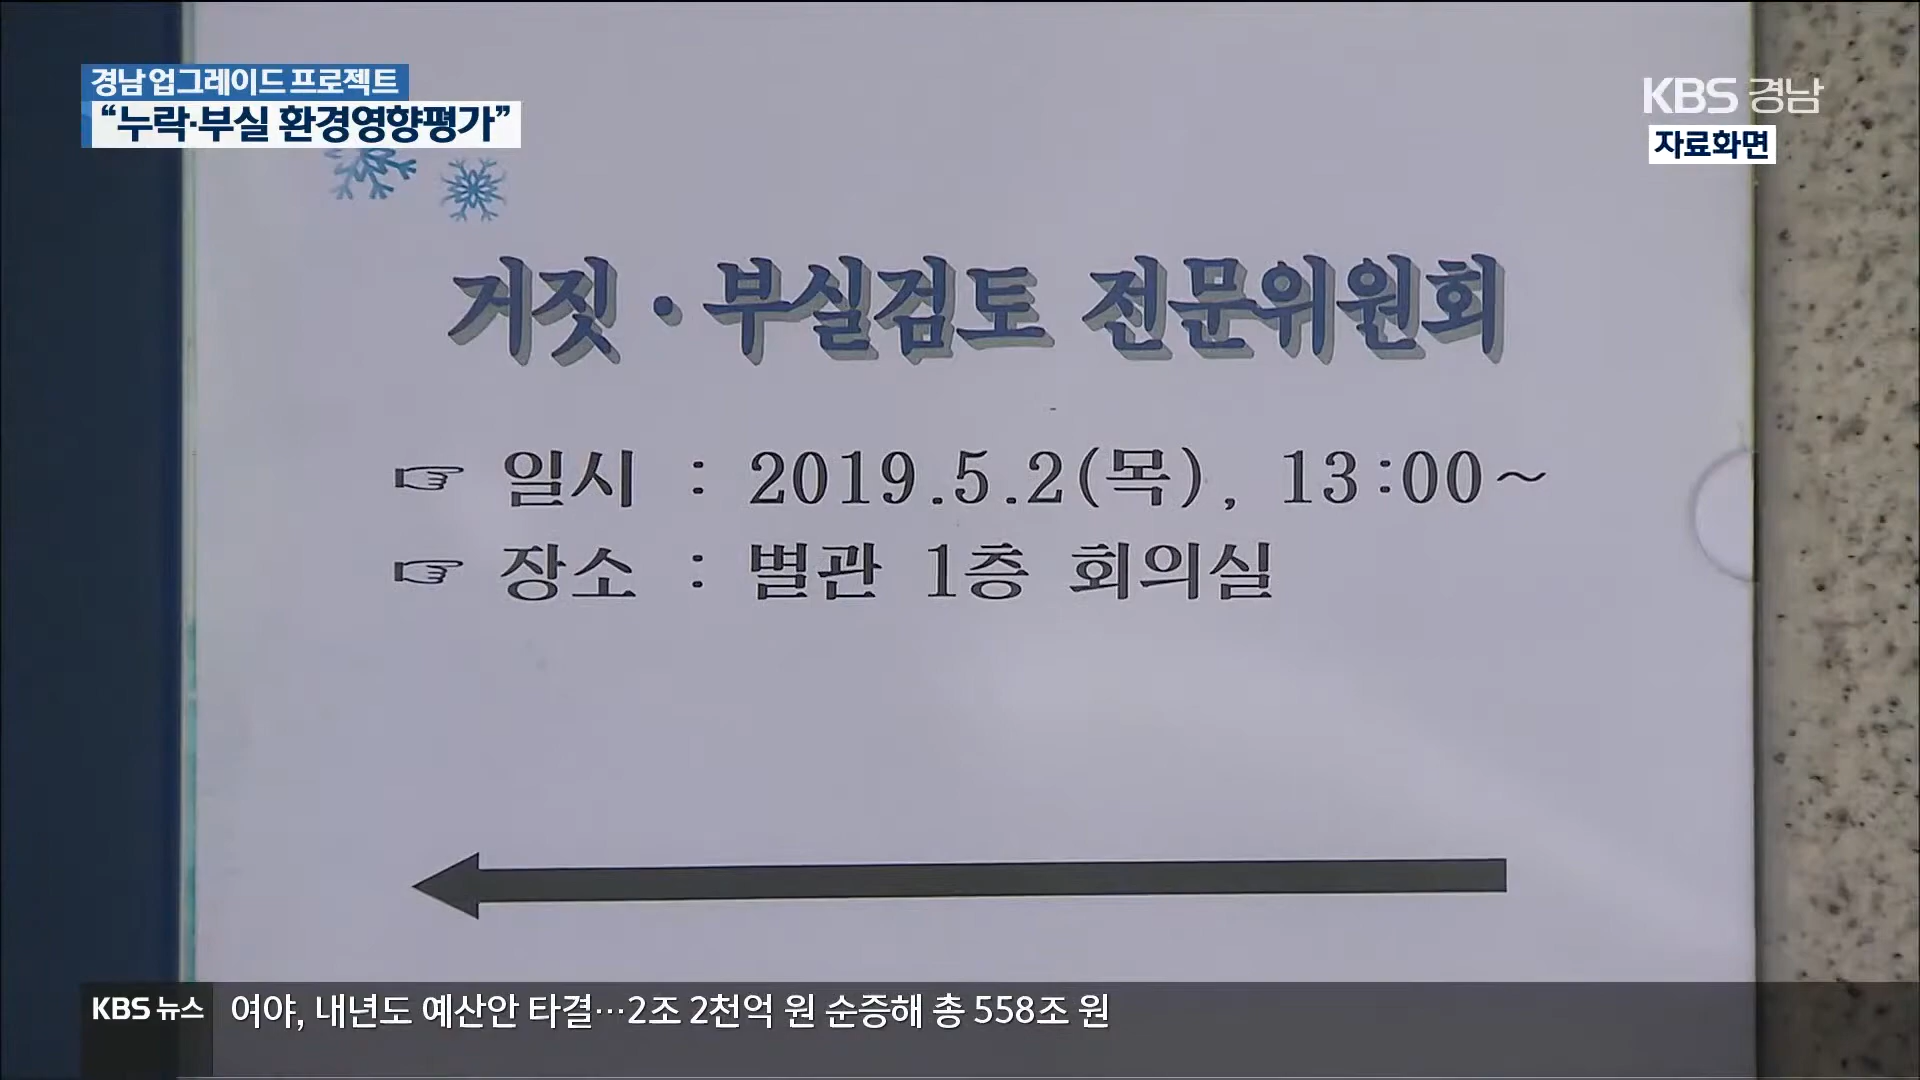 경남 업그레이드 프로젝트
“누락·부실 환경영향평가”
KBS 경남
자료화면
거짓·부실검토 전문위원회
☞ 일시 : 2019.5.2(목), 13:00~
☞ 장소 : 별관 1층 회의실
KBS 뉴스 여야, 내년도 예산안 타결…2조 2천억 원 순증해 총 558조 원